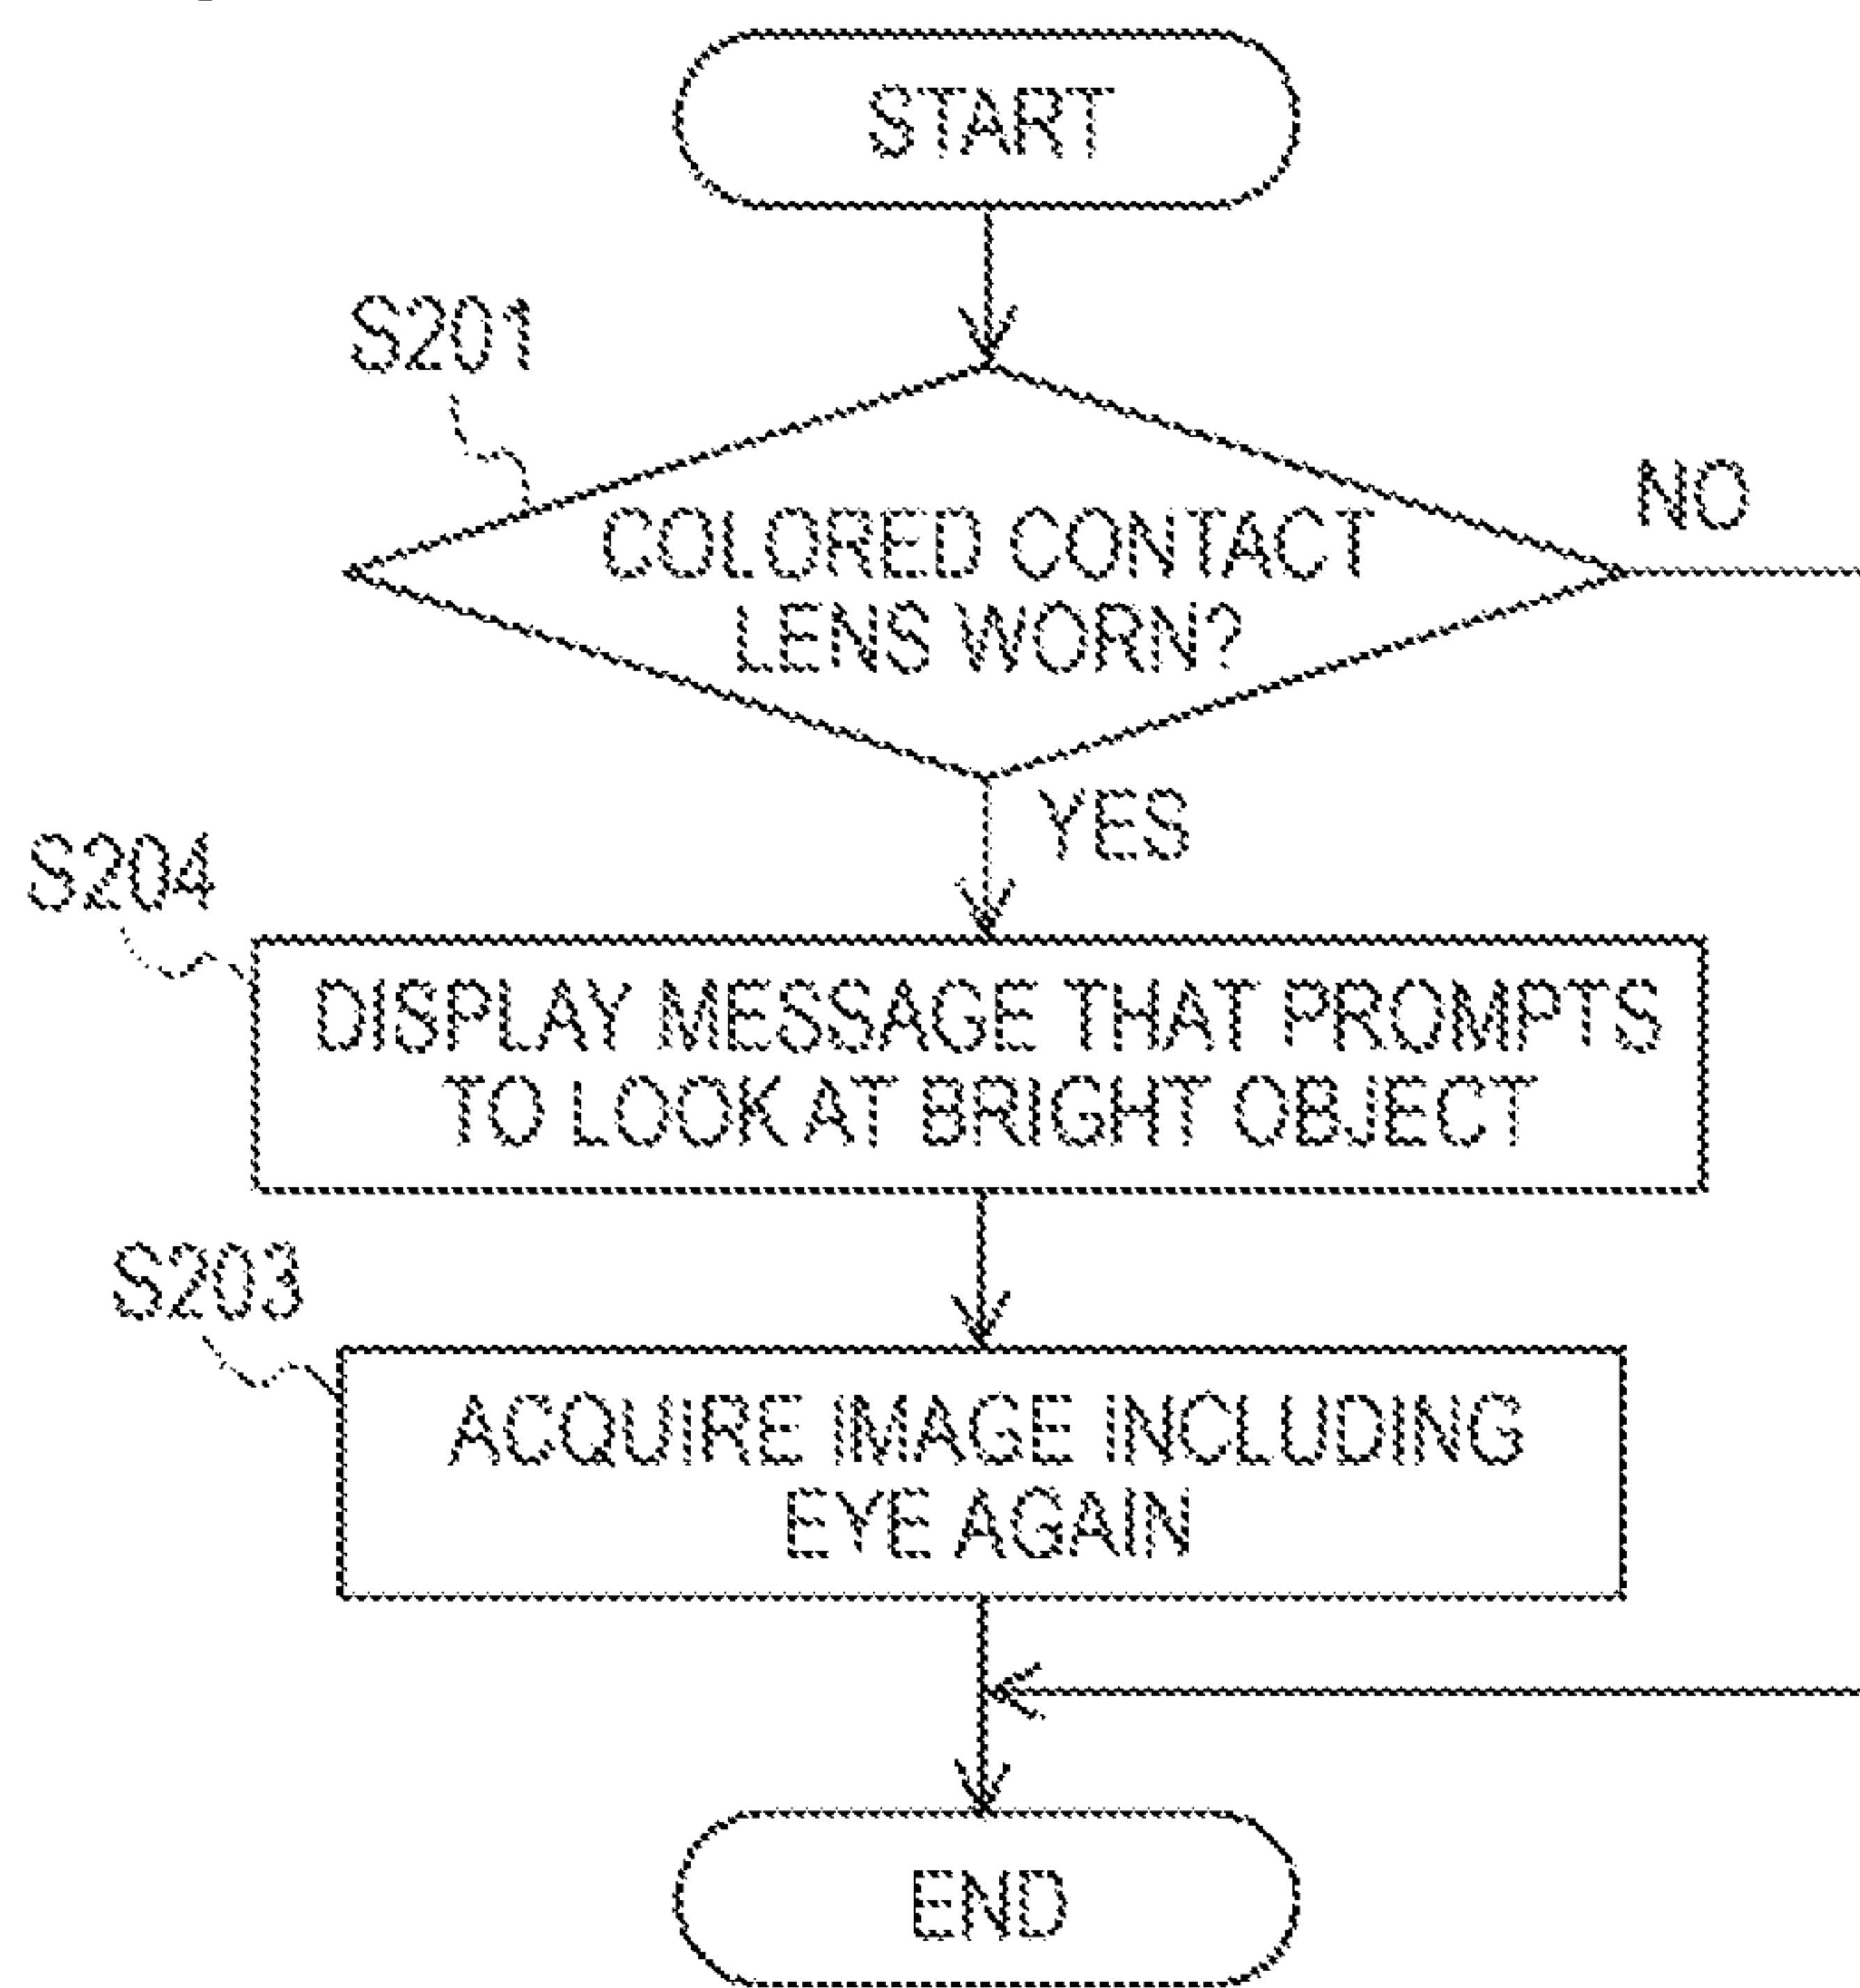 START
S201
COLORED CONTACT
LENS WORN?
NO
YES
S204
DISPLAY MESSAGE THAT PROMPTS
TO LOOK AT BRIGHT OBJECT
S203
ACQUIRE IMAGE INCLUDING
EYE AGAIN
END